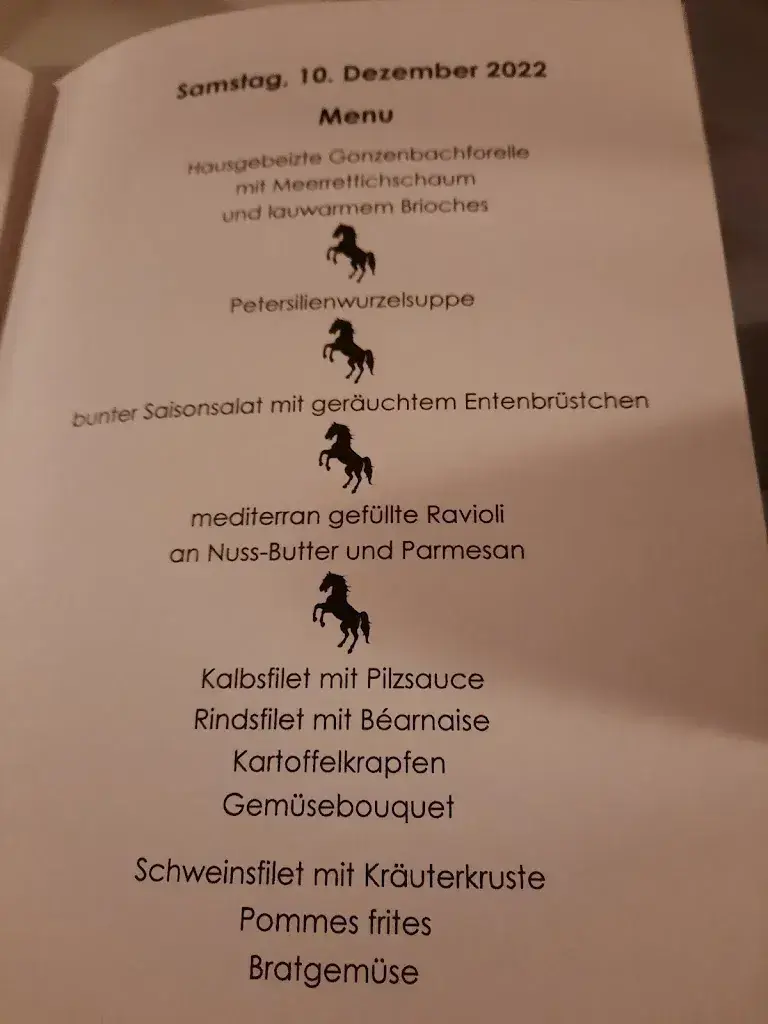 Samstag, 10. Dezember 2022
Menu
Hausgebeizte Gonzenbachforelle
mit Meerrettichschaum
und lauwarmem Brioches
Petersilienwurzelsuppe
bunter Saisonsalat mit geräuchtem Entenbrüstchen
mediterran gefüllte Ravioli
an Nuss-Butter und Parmesan
Kalbsfilet mit Pilzsauce
Rindsfilet mit Béarnaise
Kartoffelkrapfen
Gemüsebouquet
Schweinsfilet mit Kräuterkruste
Pommes frites
Bratgemüse